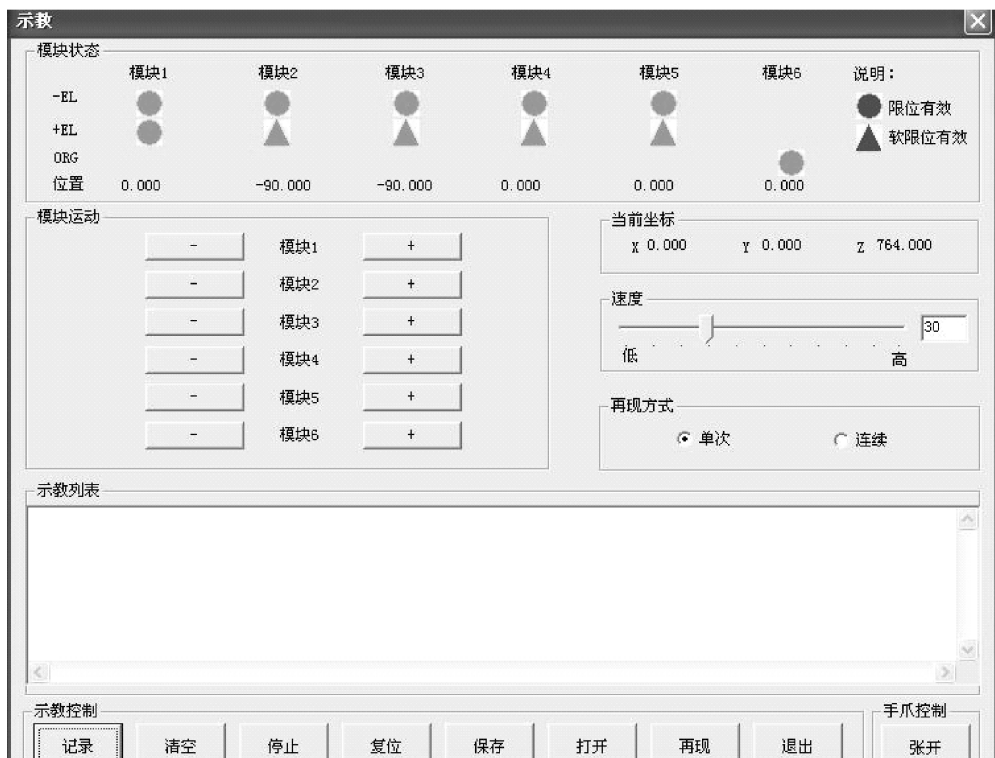 示教
模块状态
模块1 模块2 模块3 模块4 模块5 模块6 说明：
-EL
限位有效
+EL
软限位有效
ORG
位置 0.000 -90.000 -90.000 0.000 0.000 0.000
模块运动
当前坐标
- 模块1 +
X 0.000 Y 0.000 Z 764.000
- 模块2 +
速度
- 模块3 +
30
低 高
- 模块4 +
- 模块5 +
再现方式
- 模块6 +
单次 连续
示教列表
示教控制
手爪控制
记录 清空 停止 复位 保存 打开 再现 退出 张开